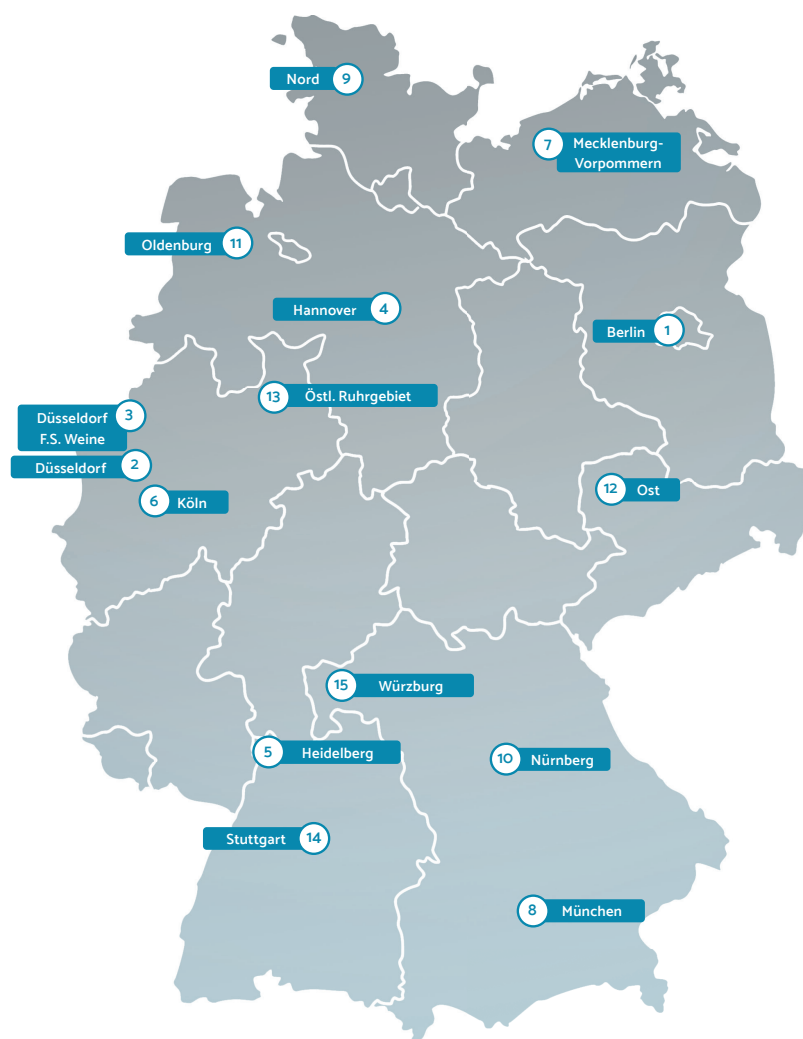 Nord 9
7 Mecklenburg-
Vorpommern
Oldenburg 11
Hannover 4
Berlin 1
13 Östl. Ruhrgebiet
Düsseldorf 3
F.S. Weine
Düsseldorf 2
6 Köln
12 Ost
15 Würzburg
5 Heidelberg
10 Nürnberg
Stuttgart 14
8 München